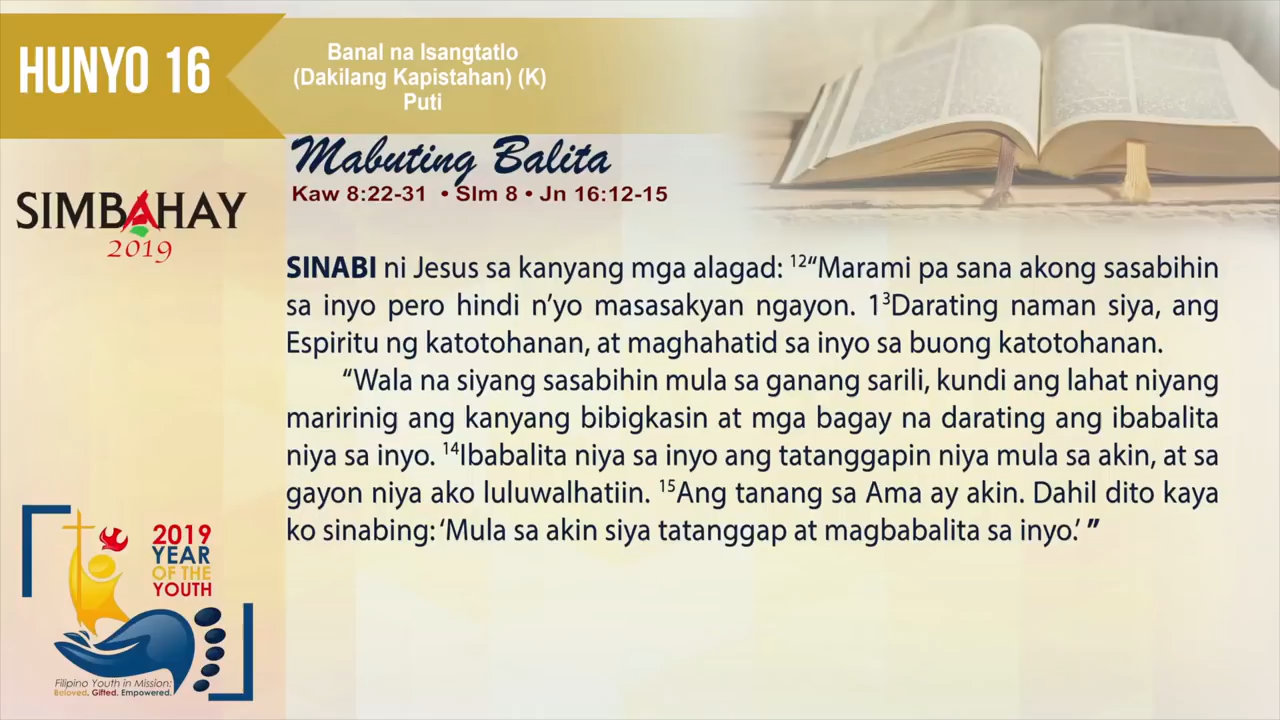 HUNYO 16
Banal na Isangtatlo
(Dakilang Kapistahan) (K)
Puti
Mabuting Balita
Kaw 8:22-31 • Slm 8 • Jn 16:12-15
SIMBAHAY
2019
SINABI ni Jesus sa kanyang mga alagad: 12“Marami pa sana akong sasabihin
sa inyo pero hindi n’yo masasakyan ngayon. 13Darating naman siya, ang
Espiritu ng katotohanan, at maghahatid sa inyo sa buong katotohanan.
“Wala na siyang sasabihin mula sa ganang sarili, kundi ang lahat niyang
maririnig ang kanyang bibigkasin at mga bagay na darating ang ibabalita
niya sa inyo. 14Ibabalita niya sa inyo ang tatanggapin niya mula sa akin, at sa
gayon niya ako luluwalhatiin. 15Ang tanang sa Ama ay akin. Dahil dito kaya
ko sinabing: ‘Mula sa akin siya tatanggap at magbabalita sa inyo.’ ”
2019
YEAR
OF THE
YOUTH
Filipino Youth in Mission:
Beloved. Gifted. Empowered.